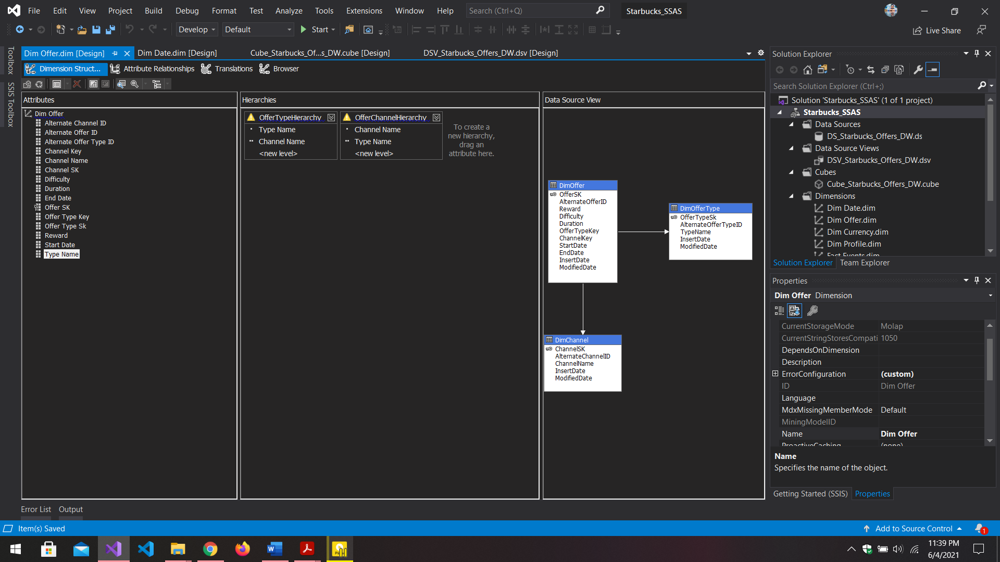 File Edit View Project Build Debug Format Test Analyze Tools Extensions Window Help Search (Ctrl+Q) Starbucks_SSAS
Develop Default Start Live Share
Toolbox
SSIS Toolbox
Dim Offer.dim [Design] Dim Date.dim [Design] Cube_Starbucks_Of...s_DW.cube [Design] DSV_Starbucks_Offers_DW.dsv [Design]
Dimension Struct... Attribute Relationships Translations Browser
Attributes
Dim Offer
Alternate Channel ID
Alternate Offer ID
Alternate Offer Type ID
Channel Key
Channel Name
Channel SK
Difficulty
Duration
End Date
Offer SK
Offer Type Key
Offer Type Sk
Reward
Start Date
Type Name
Hierarchies
OfferTypeHierarchy
Type Name
Channel Name
<new level>
OfferChannelHierarchy
Channel Name
Type Name
<new level>
To create a
new hierarchy,
drag an
attribute here.
Data Source View
DimOffer
OfferSK
AlternateOfferID
Reward
Difficulty
Duration
OfferTypeKey
ChannelKey
StartDate
EndDate
InsertDate
ModifiedDate
DimOfferType
OfferTypeSk
AlternateOfferTypeID
TypeName
InsertDate
ModifiedDate
DimChannel
ChannelSK
AlternateChannelID
ChannelName
InsertDate
ModifiedDate
Solution Explorer
Search Solution Explorer (Ctrl+;)
Solution 'Starbucks_SSAS' (1 of 1 project)
Starbucks_SSAS
Data Sources
DS_Starbucks_Offers_DW.ds
Data Source Views
DSV_Starbucks_Offers_DW.dsv
Cubes
Cube_Starbucks_Offers_DW.cube
Dimensions
Dim Date.dim
Dim Offer.dim
Dim Currency.dim
Dim Profile.dim
Fact Events.dim
Solution Explorer Team Explorer
Properties
Dim Offer Dimension
CurrentStorageMode Molap
CurrentStringStoresCompati 1050
DependsOnDimension
Description
ErrorConfiguration (custom)
ID Dim Offer
Language
MdxMissingMemberMode Default
MiningModelID
Name Dim Offer
ProactiveCaching (none)
Name
Specifies the name of the object.
Getting Started (SSIS) Properties
Error List Output
Item(s) Saved Add to Source Control 1
11:39 PM
6/4/2021